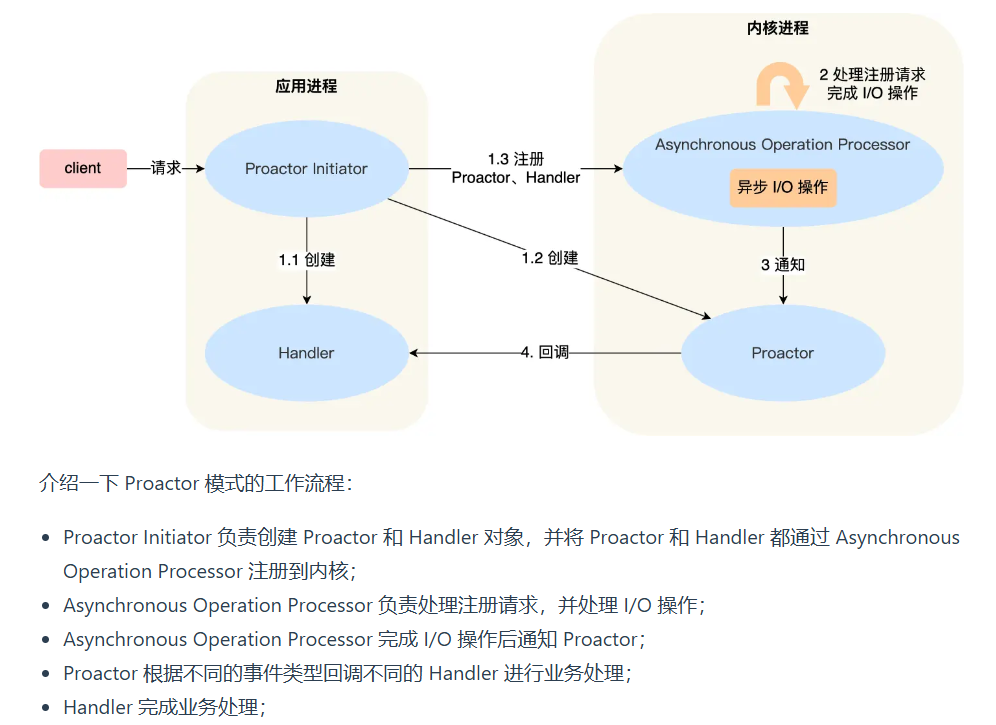 内核进程
应用进程
2 处理注册请求
完成 I/O 操作
client
请求
Proactor Initiator
1.3 注册
Proactor、Handler
Asynchronous Operation Processor
异步 I/O 操作
1.1 创建
1.2 创建
3 通知
Handler
4. 回调
Proactor
介绍一下 Proactor 模式的工作流程：
• Proactor Initiator 负责创建 Proactor 和 Handler 对象，并将 Proactor 和 Handler 都通过 Asynchronous
Operation Processor 注册到内核；
• Asynchronous Operation Processor 负责处理注册请求，并处理 I/O 操作；
• Asynchronous Operation Processor 完成 I/O 操作后通知 Proactor；
• Proactor 根据不同的事件类型回调不同的 Handler 进行业务处理；
• Handler 完成业务处理；